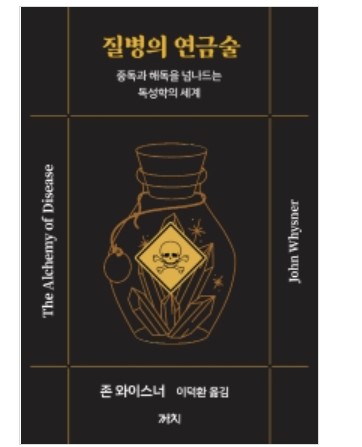 질병의 연금술
중독과 해독을 넘나드는
독성학의 세계
The Alchemy of Disease
John Whysner
존 와이스너 이덕환 옮김
까치